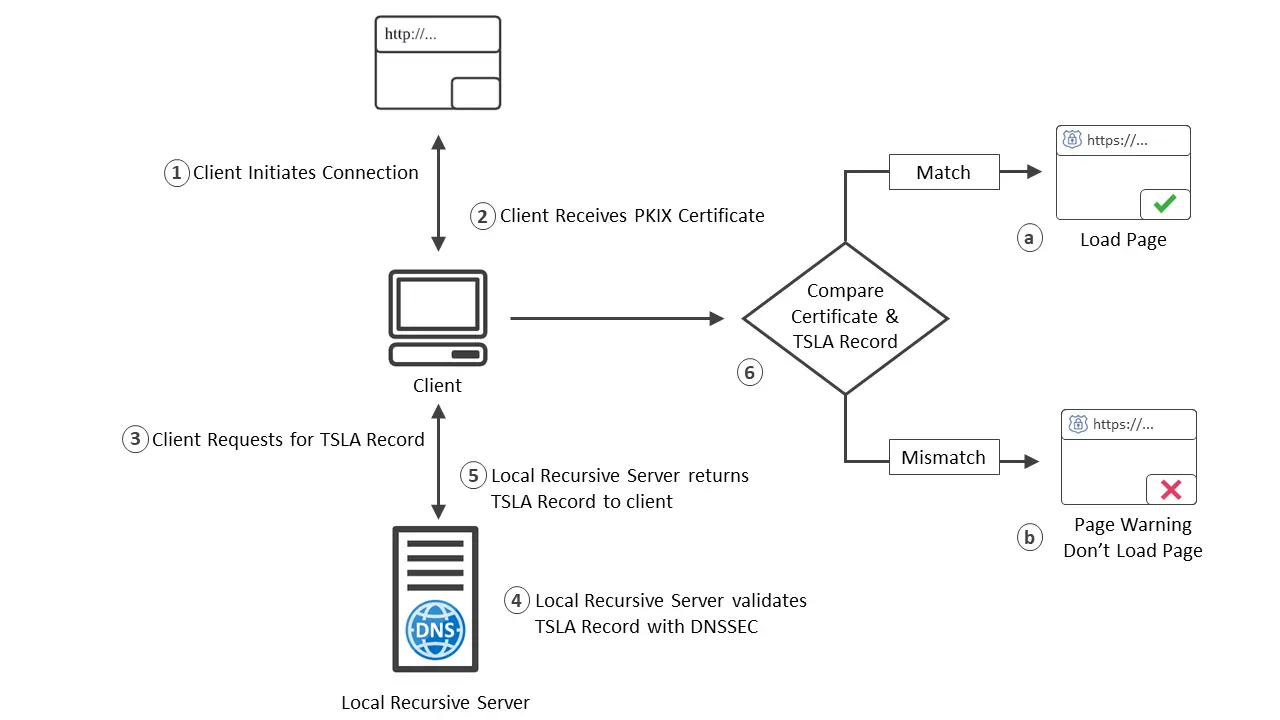 http://...
1 Client Initiates Connection
2 Client Receives PKIX Certificate
Client
3 Client Requests for TSLA Record
5 Local Recursive Server returns
TSLA Record to client
DNS
4 Local Recursive Server validates
TSLA Record with DNSSEC
Local Recursive Server
Compare
Certificate &
TSLA Record
6
Match
https://...
a
Load Page
Mismatch
https://...
b
Page Warning
Don’t Load Page